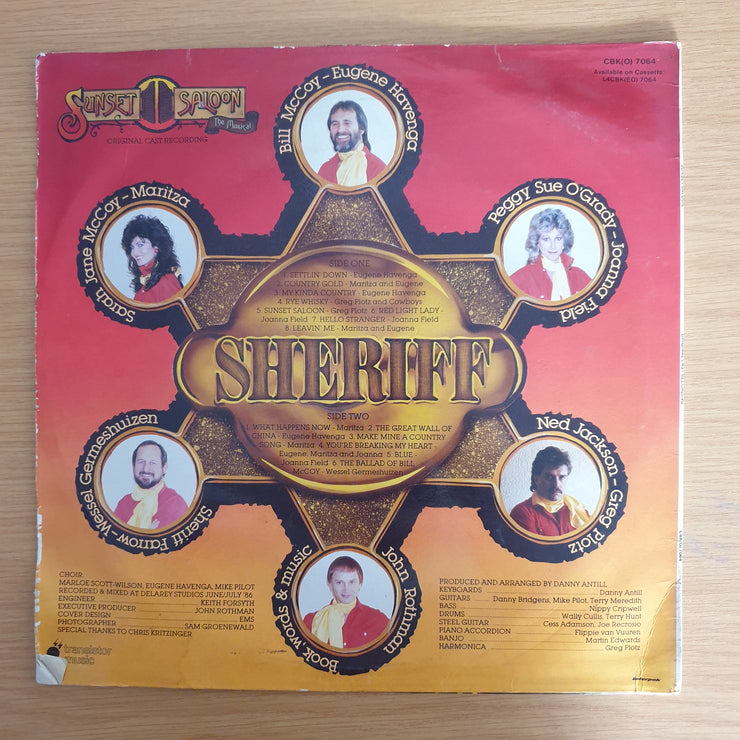 SUNSET SALOON
The Musical
ORIGINAL CAST RECORDING
CBK(O) 7064
Available on Cassette:
L4CBK(EO) 7064
Bill McCoy - Eugene Havenga
Sarah Jane McCoy - Maritza
Peggy Sue O'Grady - Joanna Field
SIDE ONE
1. SETTLIN' DOWN - Eugene Havenga
2. COUNTRY GOLD - Maritza and Eugene
3. MY KINDA COUNTRY - Eugene Havenga
4. RYE WHISKY - Greg Plotz and Cowboys
5. SUNSET SALOON - Greg Plotz 6. RED LIGHT LADY -
Joanna Field 7. HELLO STRANGER - Joanna Field
8. LEAVIN' ME - Maritza and Eugene
SHERIFF
SIDE TWO
1. WHAT HAPPENS NOW - Maritza 2. THE GREAT WALL OF
CHINA - Eugene Havenga 3. MAKE MINE A COUNTRY
SONG - Maritza 4. YOU'RE BREAKING MY HEART -
Eugene, Maritza and Joanna 5. BLUE -
Joanna Field 6. THE BALLAD OF BILL
McCOY - Wessel Germeshuizen
Sheriff Farrow - Wessel Germeshuizen
Ned Jackson - Greg Plotz
Book, words & music John Rothman
CHOIR:
MARLOE SCOTT-WILSON, EUGENE HAVENGA, MIKE PILOT
RECORDED & MIXED AT DELAREY STUDIOS JUNE/JULY '86
ENGINEER KEITH FORSYTH
EXECUTIVE PRODUCER JOHN ROTHMAN
COVER DESIGN EMS
PHOTOGRAPHER SAM GROENEWALD
SPECIAL THANKS TO CHRIS KRITZINGER
transistor
music
PRODUCED AND ARRANGED BY DANNY ANTILL
KEYBOARDS Danny Antill
GUITARS Danny Bridgens, Mike Pilot, Terry Meredith
BASS Nippy Cripwell
DRUMS Wally Cullis, Terry Hunt
STEEL GUITAR Cess Adamson, Joe Recrosio
PIANO ACCORDION Flippie van Vuuren
BANJO Martin Edwards
HARMONICA Greg Plotz